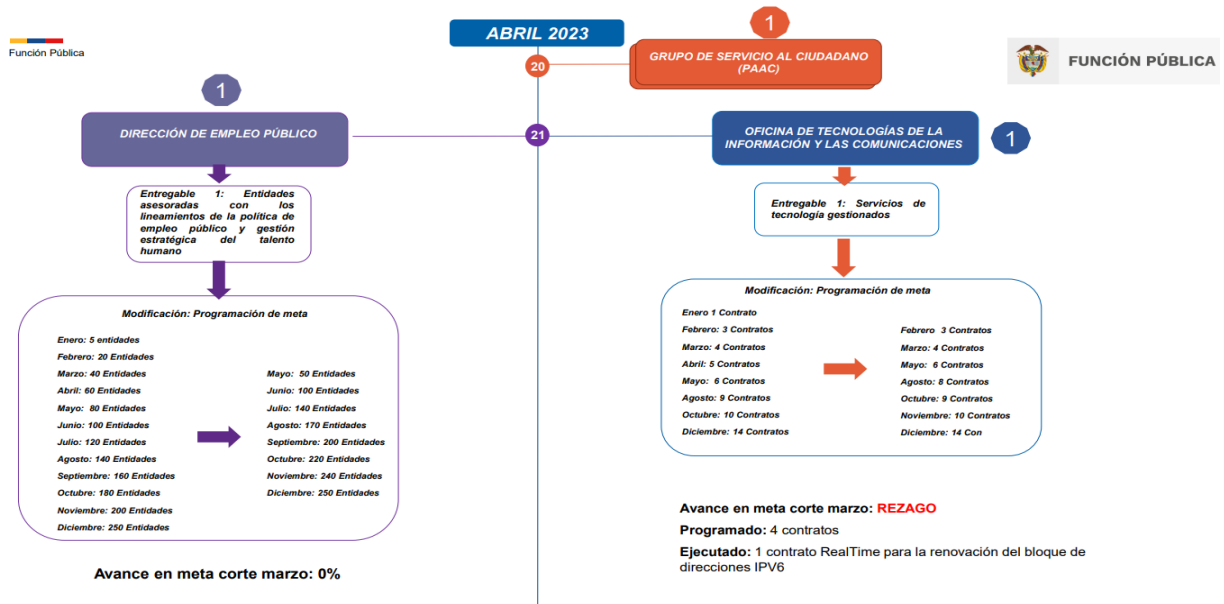 Función Pública
ABRIL 2023
1
20
GRUPO DE SERVICIO AL CIUDADANO
(PAAC)
FUNCIÓN PÚBLICA
1
DIRECCIÓN DE EMPLEO PÚBLICO
21
OFICINA DE TECNOLOGÍAS DE LA
INFORMACIÓN Y LAS COMUNICACIONES
1
Entregable 1: Entidades
asesoradas con los
lineamientos de la política de
empleo público y gestión
estratégica del talento
humano
Modificación: Programación de meta
Enero: 5 entidades
Febrero: 20 Entidades
Marzo: 40 Entidades
Abril: 60 Entidades
Mayo: 80 Entidades
Junio: 100 Entidades
Julio: 120 Entidades
Agosto: 140 Entidades
Septiembre: 160 Entidades
Octubre: 180 Entidades
Noviembre: 200 Entidades
Diciembre: 250 Entidades
Mayo: 50 Entidades
Junio: 100 Entidades
Julio: 140 Entidades
Agosto: 170 Entidades
Septiembre: 200 Entidades
Octubre: 220 Entidades
Noviembre: 240 Entidades
Diciembre: 250 Entidades
Avance en meta corte marzo: 0%
Entregable 1: Servicios de
tecnología gestionados
Modificación: Programación de meta
Enero 1 Contrato
Febrero: 3 Contratos
Marzo: 4 Contratos
Abril: 5 Contratos
Mayo: 6 Contratos
Agosto: 9 Contratos
Octubre: 10 Contratos
Diciembre: 14 Contratos
Febrero 3 Contratos
Marzo: 4 Contratos
Mayo: 6 Contratos
Agosto: 8 Contratos
Octubre: 9 Contratos
Noviembre: 10 Contratos
Diciembre: 14 Con
Avance en meta corte marzo: REZAGO
Programado: 4 contratos
Ejecutado: 1 contrato RealTime para la renovación del bloque de
direcciones IPV6